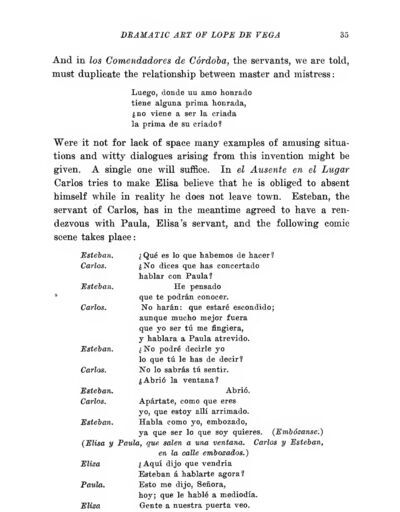 DRAMATIC ART OF LOPE DE VEGA 35
And in los Comendadores de Córdoba, the servants, we are told,
must duplicate the relationship between master and mistress:
Luego, donde uu amo honrado
tiene alguna prima honrada,
¿no viene a ser la criada
la prima de su criado?
Were it not for lack of space many examples of amusing situa-
tions and witty dialogues arising from this invention might be
given. A single one will suffice. In el Ausente en el Lugar
Carlos tries to make Elisa believe that he is obliged to absent
himself while in reality he does not leave town. Esteban, the
servant of Carlos, has in the meantime agreed to have a ren-
dezvous with Paula, Elisa's servant, and the following comic
scene takes place:
Esteban. ¿Qué es lo que habemos de hacer?
Carlos. ¿No dices que has concertado
hablar con Paula?
Esteban. He pensado
que te podrán conocer.
Carlos. No harán: que estaré escondido;
aunque mucho mejor fuera
que yo ser tú me fingiera,
y hablara a Paula atrevido.
Esteban. ¿No podré decirle yo
lo que tú le has de decir?
Carlos. No lo sabrás tú sentir.
¿Abrió la ventana?
Esteban. Abrió.
Carlos. Apártate, como que eres
yo, que estoy allí arrimado.
Esteban. Habla como yo, embozado,
ya que ser lo que soy quieres. (Embózanse.)
(Elisa y Paula, que salen a una ventana. Carlos y Esteban,
en la calle embozados.)
Elisa ¿Aquí dijo que vendría
Esteban á hablarte agora?
Paula. Esto me dijo, Señora,
hoy; que le hablé a mediodía.
Elisa Gente a nuestra puerta veo.